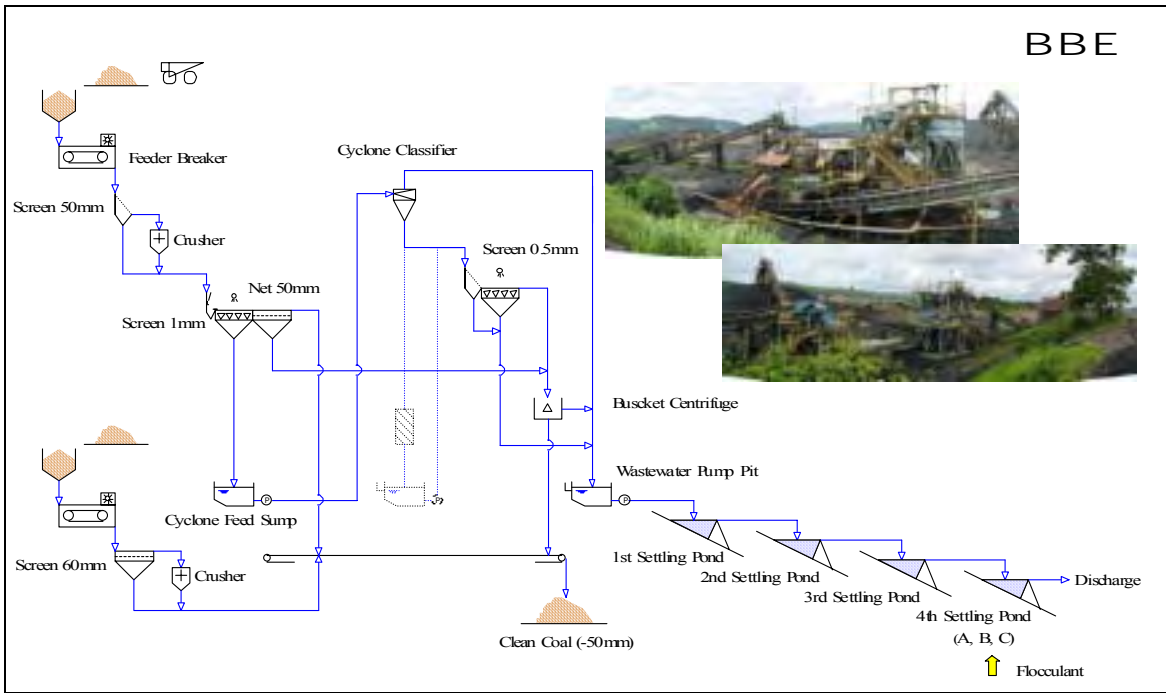 BBE
Feeder Breaker
Cyclone Classifier
Screen 50mm
Crusher
Screen 0.5mm
Net 50mm
Screen 1mm
Buscket Centrifuge
Wastewater Pump Pit
P
P
P
Cyclone Feed Sump
1st Settling Pond
2nd Settling Pond
3rd Settling Pond
4th Settling Pond
(A, B, C)
Discharge
Screen 60mm
Crusher
Clean Coal (-50mm)
Flocculant